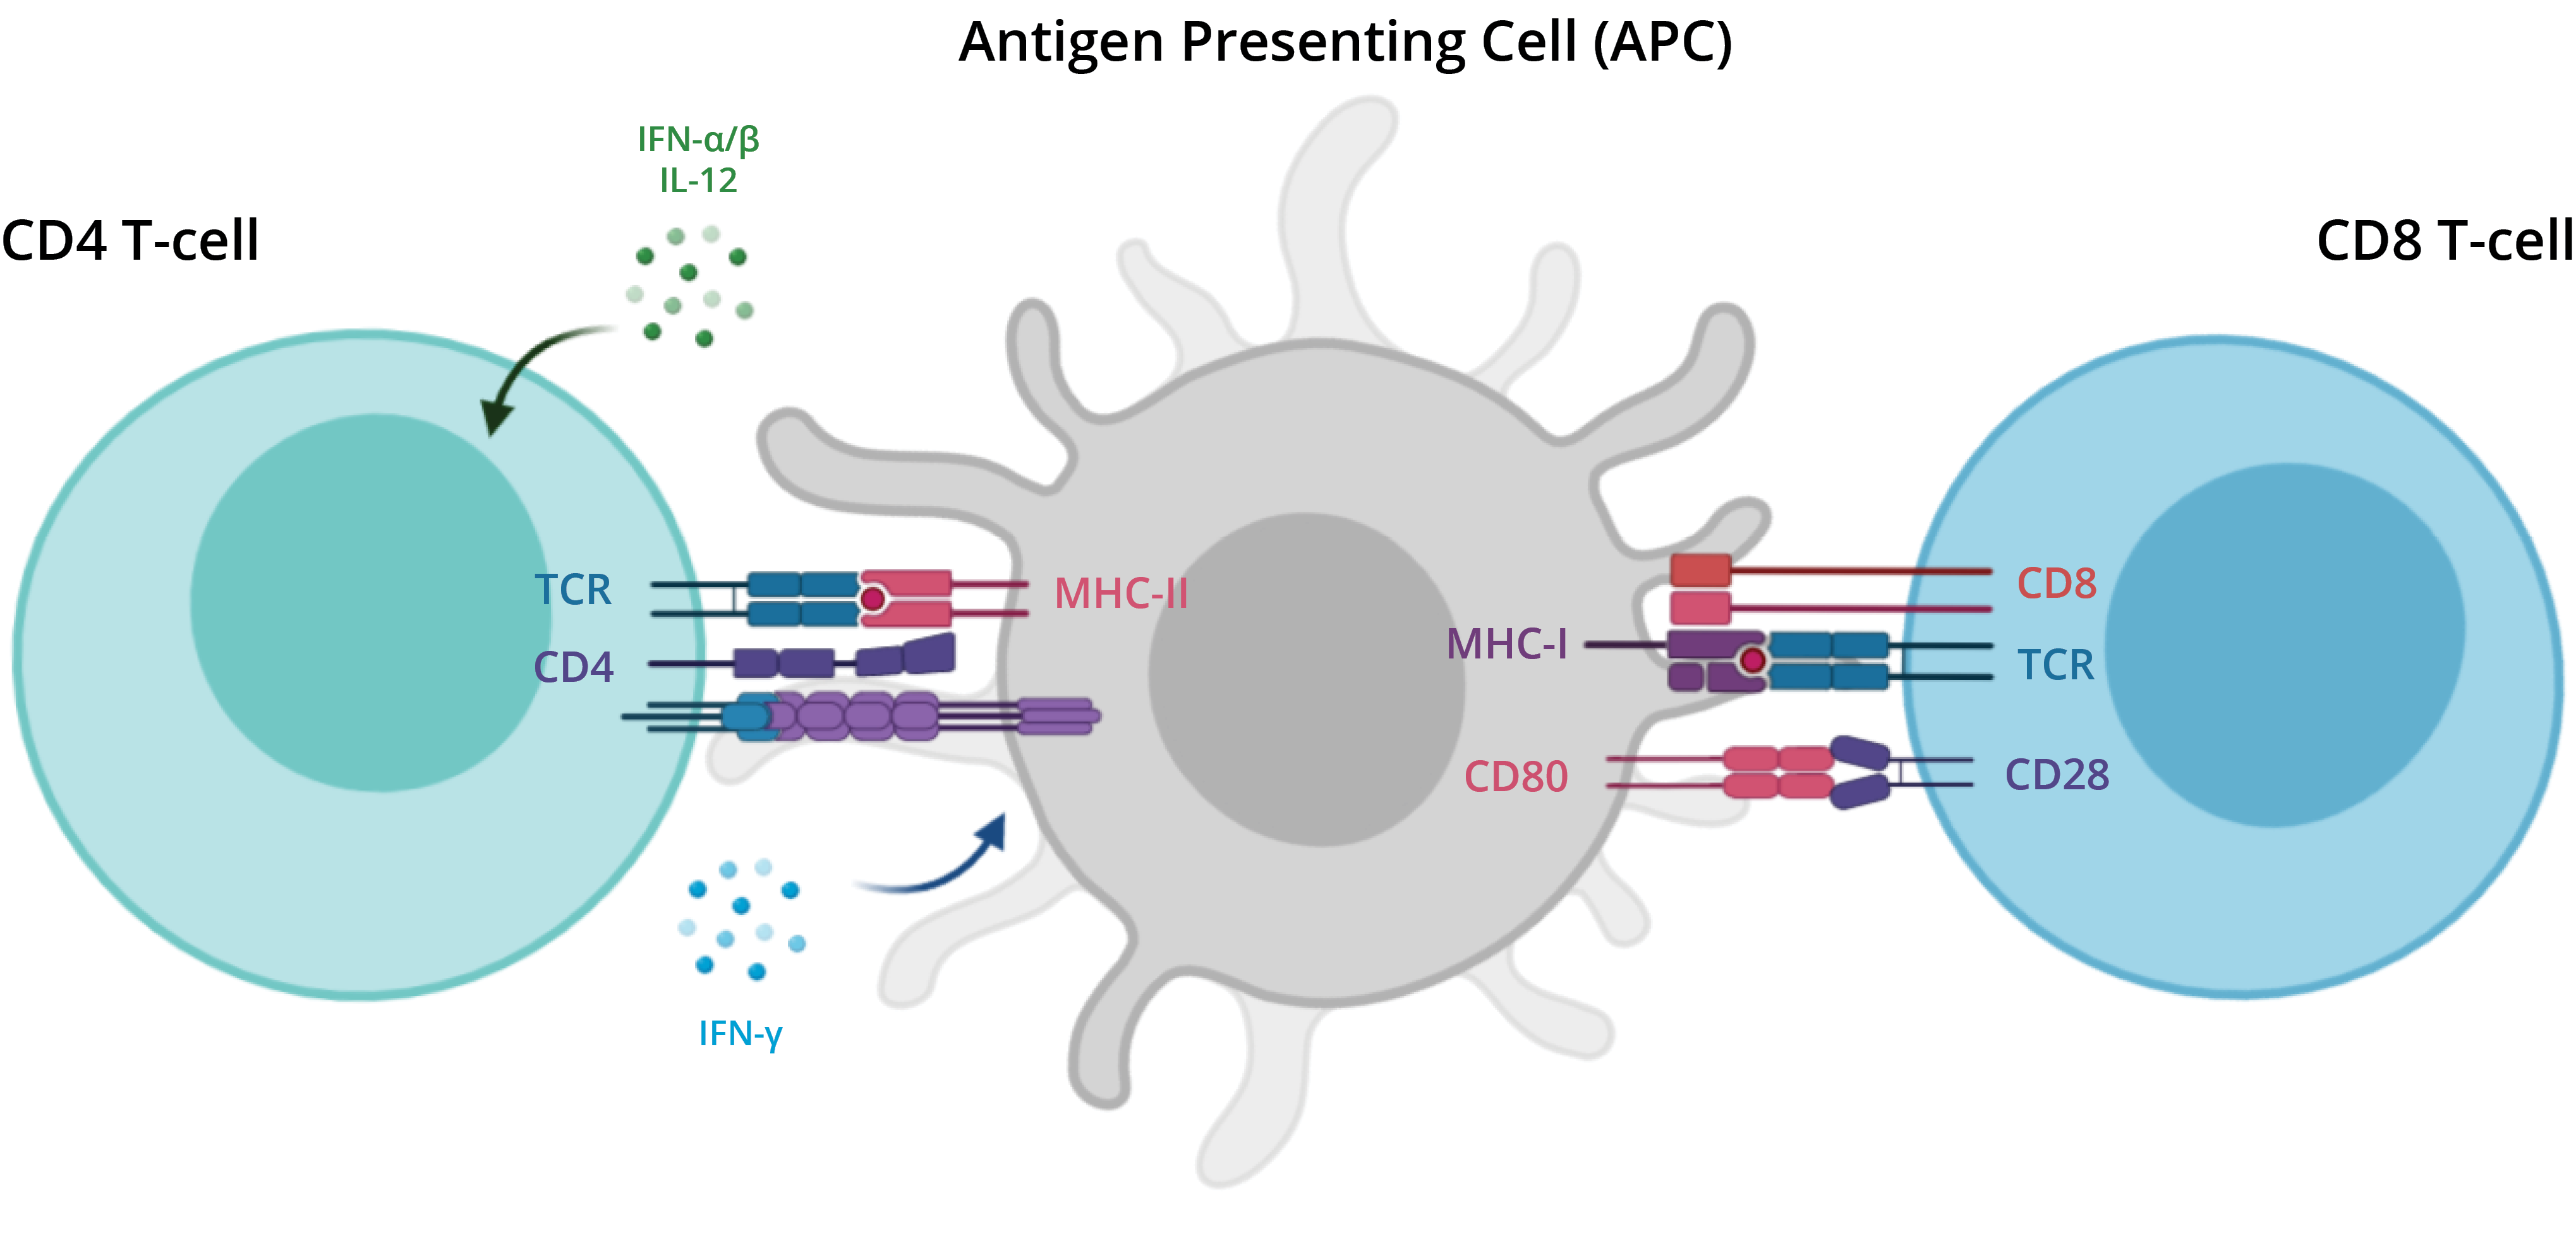 Antigen Presenting Cell (APC)
IFN-α/β
IL-12
CD4 T-cell
CD8 T-cell
TCR
MHC-II
CD4
CD8
MHC-I
TCR
CD80
CD28
IFN-γ